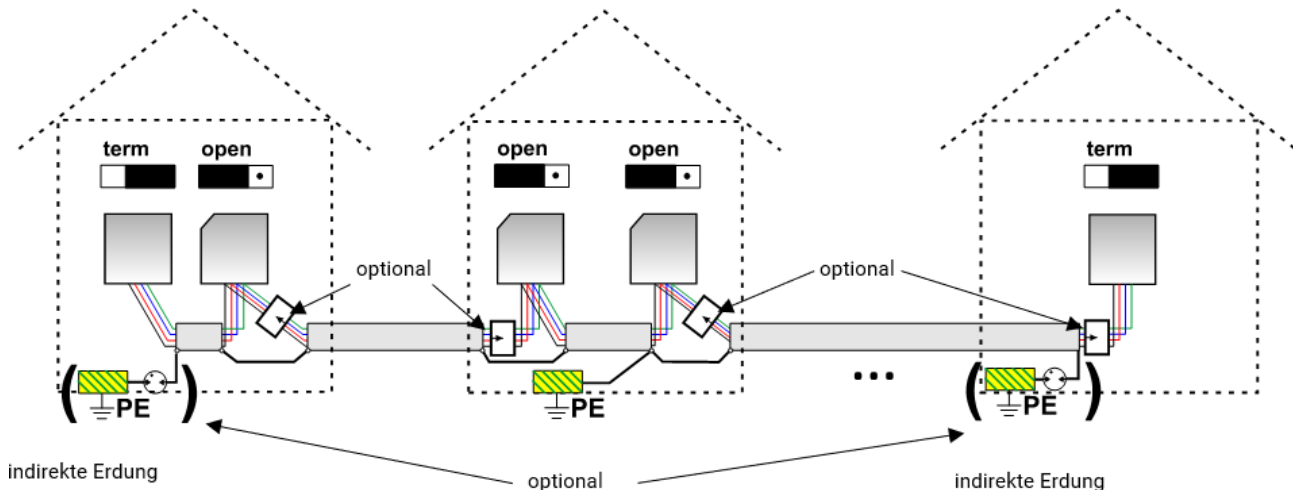 term open
open open
term
optional
optional
PE
PE
PE
indirekte Erdung
optional
indirekte Erdung